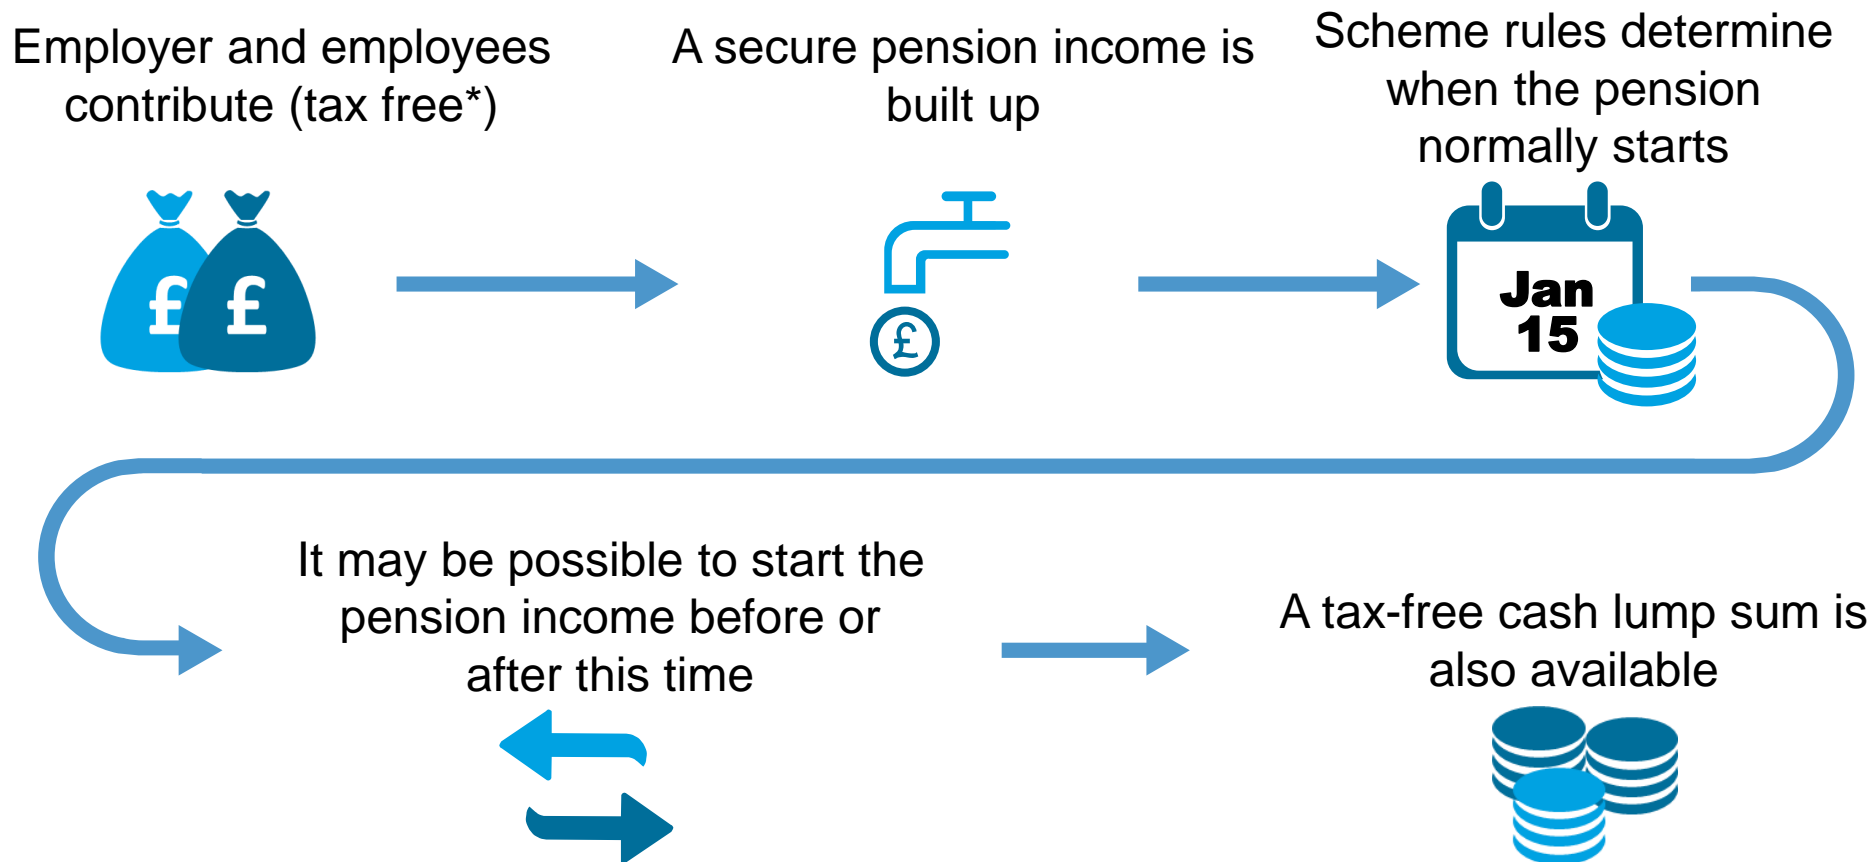 Employer and employees
contribute (tax free*)
A secure pension income is
built up
Scheme rules determine
when the pension
normally starts
£ £
£
Jan
15
It may be possible to start the
pension income before or
after this time
A tax-free cash lump sum is
also available